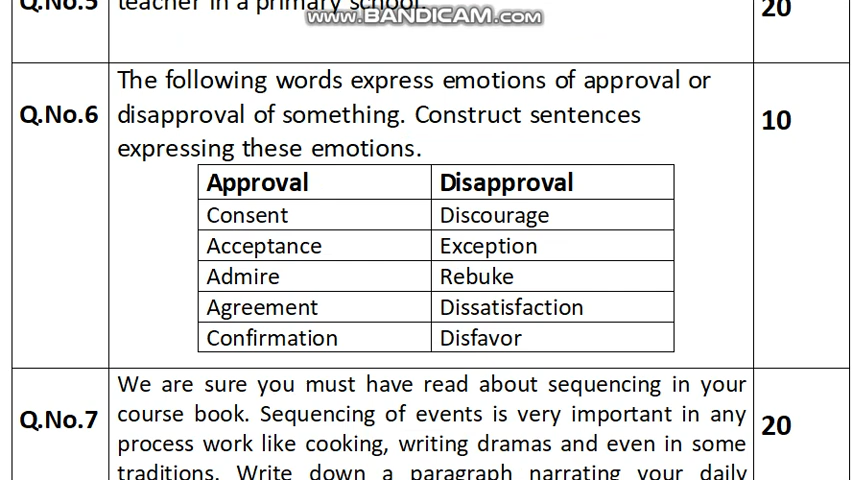 Q.No.5 teacher in a primary school. 20
www.BANDICAM.com
The following words express emotions of approval or
Q.No.6 disapproval of something. Construct sentences 10
expressing these emotions.
Approval Disapproval
Consent Discourage
Acceptance Exception
Admire Rebuke
Agreement Dissatisfaction
Confirmation Disfavor
We are sure you must have read about sequencing in your
Q.No.7 course book. Sequencing of events is very important in any 20
process work like cooking, writing dramas and even in some
traditions. Write down a paragraph narrating your daily